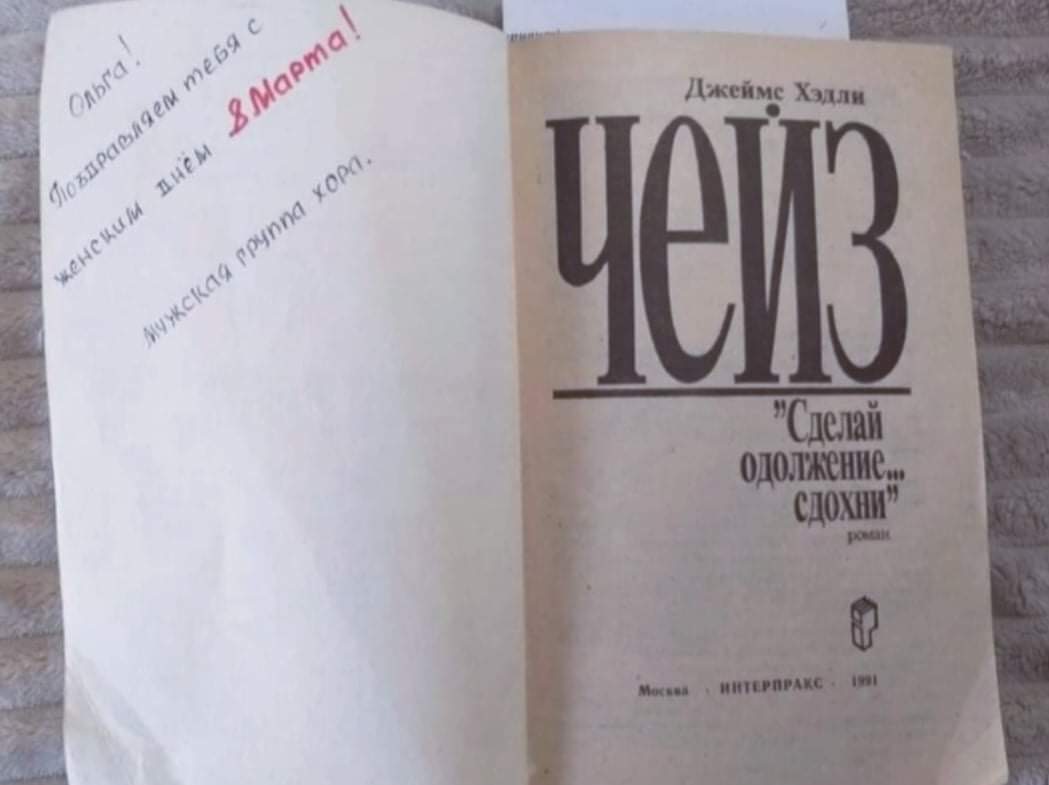 Ольга!
Поздравляем тебя с
женским днём 8 Марта!
Мужская группа хора.
Джеймс Хэдли
Чейз
"Сделай
одолжение...
сдохни"
роман
Москва · ИНТЕРПРАКС · 1991